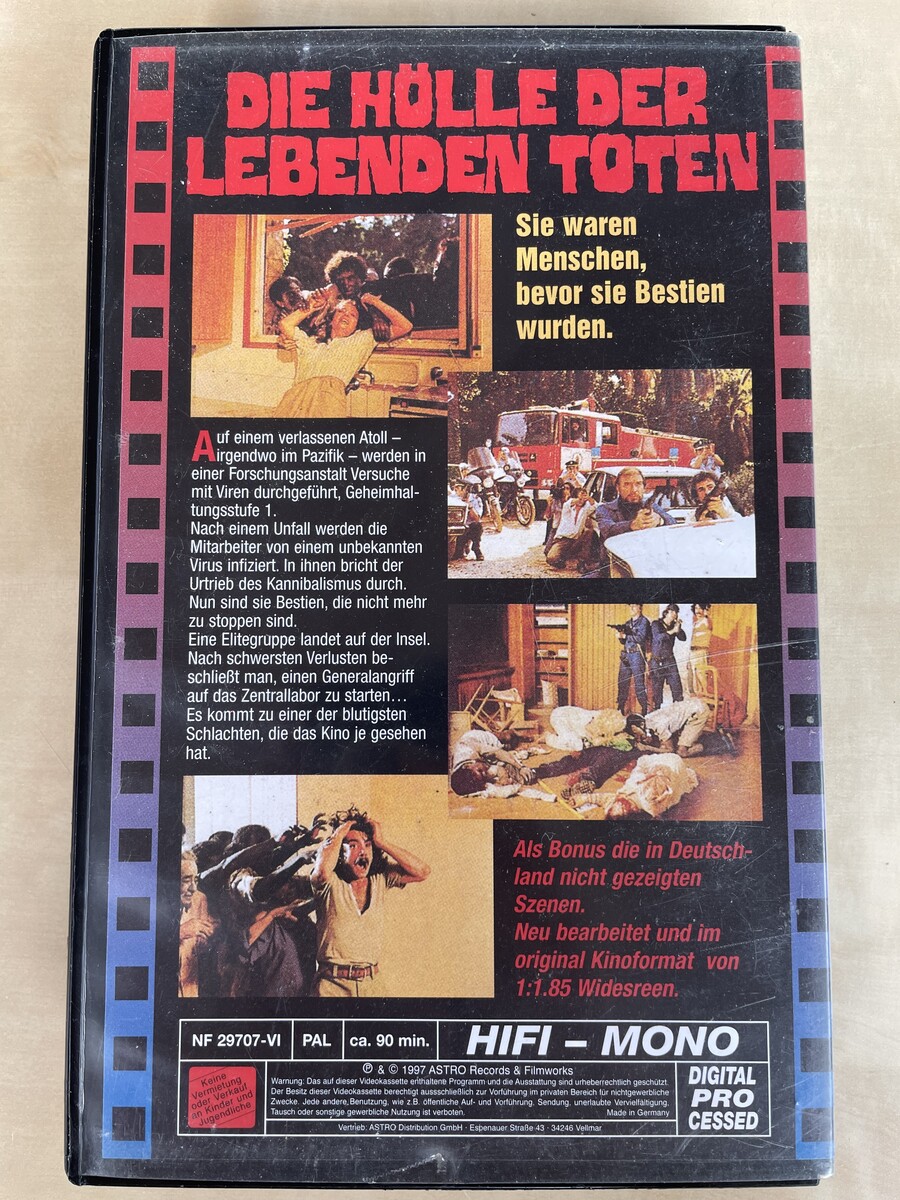 DIE HÖLLE DER
LEBENDEN TOTEN
Sie waren
Menschen,
bevor sie Bestien
wurden.
Auf einem verlassenen Atoll –
irgendwo im Pazifik – werden in
einer Forschungsanstalt Versuche
mit Viren durchgeführt, Geheimhal-
tungsstufe 1.
Nach einem Unfall werden die
Mitarbeiter von einem unbekannten
Virus infiziert. In ihnen bricht der
Urtrieb des Kannibalismus durch.
Nun sind sie Bestien, die nicht mehr
zu stoppen sind.
Eine Elitegruppe landet auf der Insel.
Nach schwersten Verlusten be-
schließt man, einen Generalangriff
auf das Zentrallabor zu starten...
Es kommt zu einer der blutigsten
Schlachten, die das Kino je gesehen
hat.
Als Bonus die in Deutsch-
land nicht gezeigten
Szenen.
Neu bearbeitet und im
original Kinoformat von
1:1.85 Widesreen.
NF 29707-VI PAL ca. 90 min. HIFI – MONO
Keine
Vermietung
oder Verkauf
an Kinder und
Jugendliche
℗ & © 1997 ASTRO Records & Filmworks
Warnung: Das auf dieser Videokassette enthaltene Programm und die Ausstattung sind urheberrechtlich geschützt.
Der Besitz dieser Videokassette berechtigt ausschließlich zur Vorführung im privaten Bereich für nichtgewerbliche
Zwecke. Jede andere Benutzung, wie z.B. öffentliche Auf- und Vorführung, Sendung, unerlaubte Vervielfältigung,
Tausch oder sonstige gewerbliche Nutzung ist verboten. Made in Germany
Vertrieb: ASTRO Distribution GmbH · Espenauer Straße 43 · 34246 Vellmar
DIGITAL
PRO
CESSED